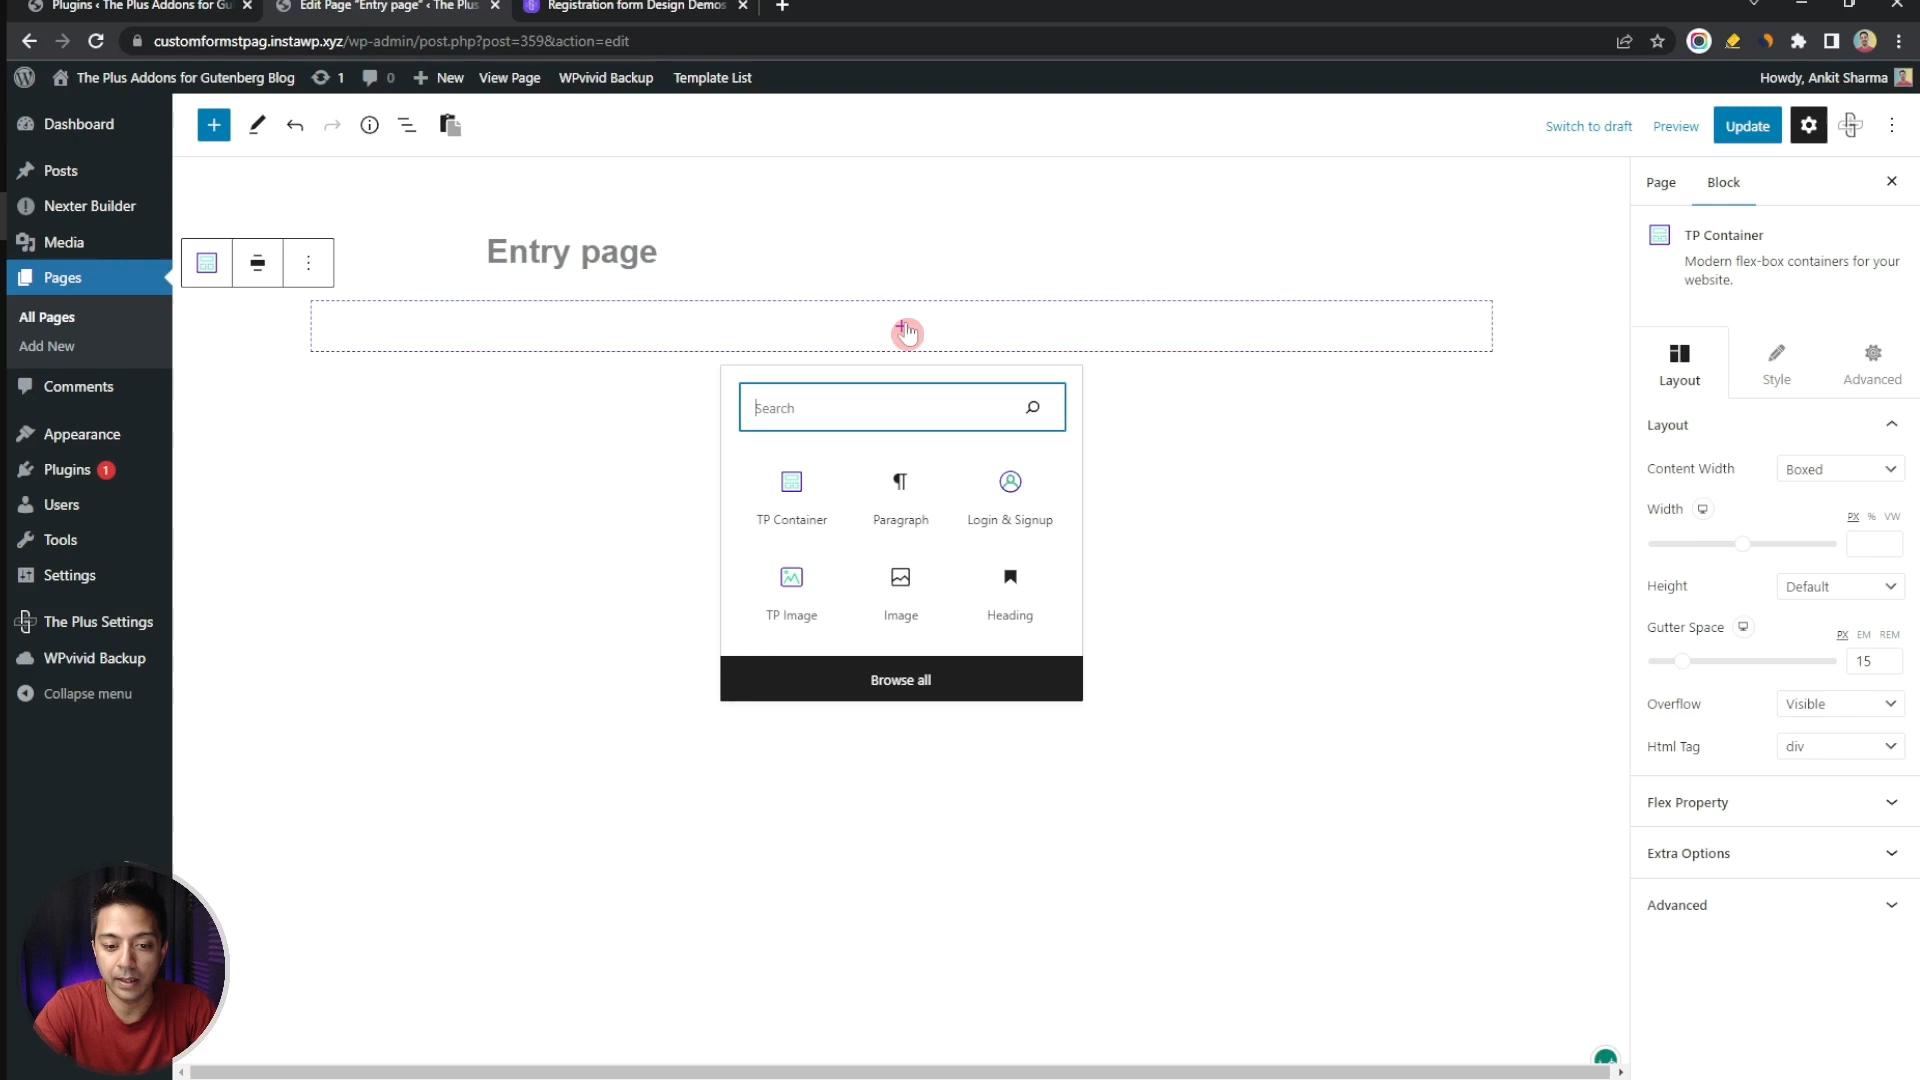 Plugins ‹ The Plus Addons for Gu
Edit Page "Entry page" ‹ The Plus
Registration form Design Demos
customformstpag.instawp.xyz/wp-admin/post.php?post=359&action=edit
The Plus Addons for Gutenberg Blog 1 0 New View Page WPvivid Backup Template List
Howdy, Ankit Sharma
Dashboard
Posts
Nexter Builder
Media
Pages
All Pages
Add New
Comments
Appearance
Plugins 1
Users
Tools
Settings
The Plus Settings
WPvivid Backup
Collapse menu
Switch to draft Preview Update
Entry page
Search
TP Container Paragraph Login & Signup
TP Image Image Heading
Browse all
Page Block
TP Container
Modern flex-box containers for your
website.
Layout Style Advanced
Layout
Content Width Boxed
Width
PX % VW
Height Default
Gutter Space
PX EM REM
15
Overflow Visible
Html Tag div
Flex Property
Extra Options
Advanced